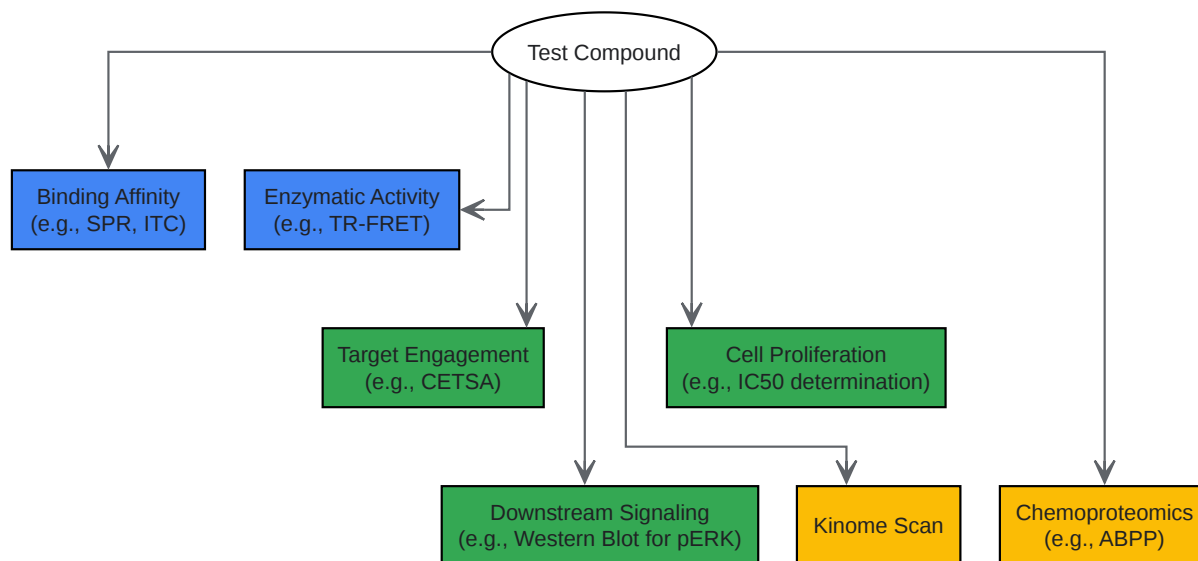 Test Compound
Binding Affinity
(e.g., SPR, ITC)
Enzymatic Activity
(e.g., TR-FRET)
Target Engagement
(e.g., CETSA)
Cell Proliferation
(e.g., IC50 determination)
Downstream Signaling
(e.g., Western Blot for pERK)
Kinome Scan
Chemoproteomics
(e.g., ABPP)